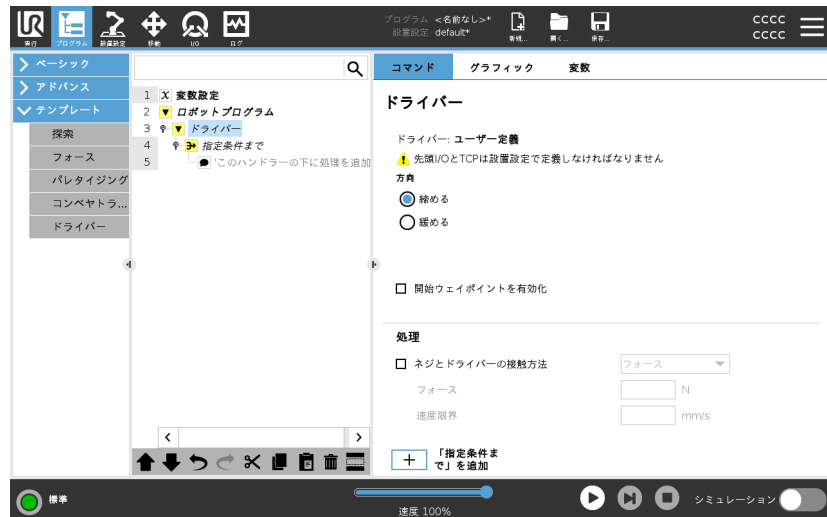 UR
実行
プログラム
設置設定
移動
I/O
ログ
プログラム <名前なし>*
設置設定 default*
新規...
開く...
保存...
cccc
cccc
ベーシック
アドバンス
テンプレート
探索
フォース
パレタイジング
コンベヤトラ...
ドライバー
1 X 変数設定
2 ロボットプログラム
3 ドライバー
4 指定条件まで
5 'このハンドラーの下に処理を追加
コマンド グラフィック 変数
ドライバー
ドライバー: ユーザー定義
先頭I/OとTCPは設置設定で定義しなければなりません
方向
締める
緩める
開始ウェイポイントを有効化
処理
ネジとドライバーの接触方法 フォース
フォース N
速度限界 mm/s
「指定条件ま
で」を追加
標準
速度 100%
シミュレーション